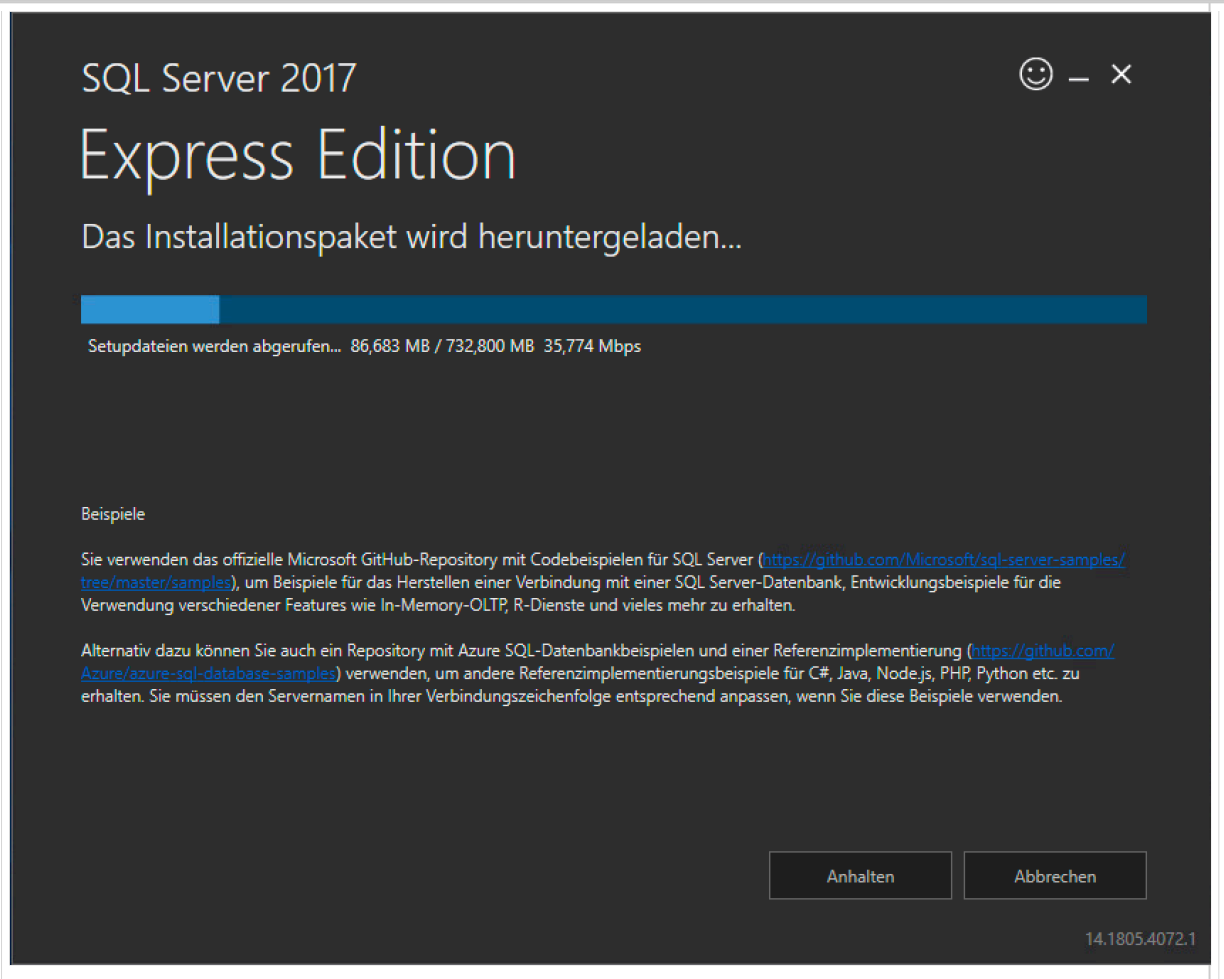 SQL Server 2017
Express Edition
Das Installationspaket wird heruntergeladen...
Setupdateien werden abgerufen... 86,683 MB / 732,800 MB 35,774 Mbps
Beispiele
Sie verwenden das offizielle Microsoft GitHub-Repository mit Codebeispielen für SQL Server (https://github.com/Microsoft/sql-server-samples/
tree/master/samples), um Beispiele für das Herstellen einer Verbindung mit einer SQL Server-Datenbank, Entwicklungsbeispiele für die
Verwendung verschiedener Features wie In-Memory-OLTP, R-Dienste und vieles mehr zu erhalten.
Alternativ dazu können Sie auch ein Repository mit Azure SQL-Datenbankbeispielen und einer Referenzimplementierung (https://github.com/
Azure/azure-sql-database-samples) verwenden, um andere Referenzimplementierungsbeispiele für C#, Java, Node.js, PHP, Python etc. zu
erhalten. Sie müssen den Servernamen in Ihrer Verbindungszeichenfolge entsprechend anpassen, wenn Sie diese Beispiele verwenden.
Anhalten
Abbrechen
14.1805.4072.1